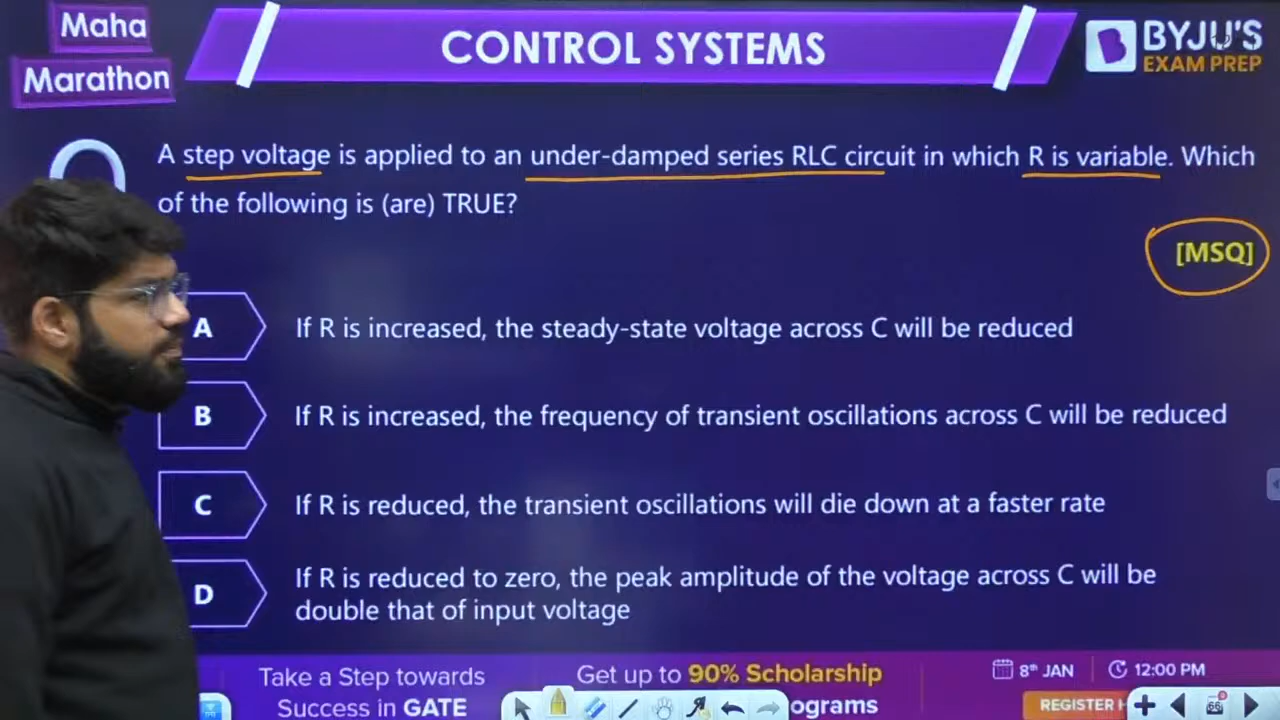 Maha
Marathon
CONTROL SYSTEMS
BYJU'S
EXAM PREP
A step voltage is applied to an under-damped series RLC circuit in which R is variable. Which
of the following is (are) TRUE?
[MSQ]
A
If R is increased, the steady-state voltage across C will be reduced
B
If R is increased, the frequency of transient oscillations across C will be reduced
C
If R is reduced, the transient oscillations will die down at a faster rate
D
If R is reduced to zero, the peak amplitude of the voltage across C will be
double that of input voltage
Take a Step towards
Success in GATE
Get up to 90% Scholarship
ograms
8th JAN
12:00 PM
REGISTER